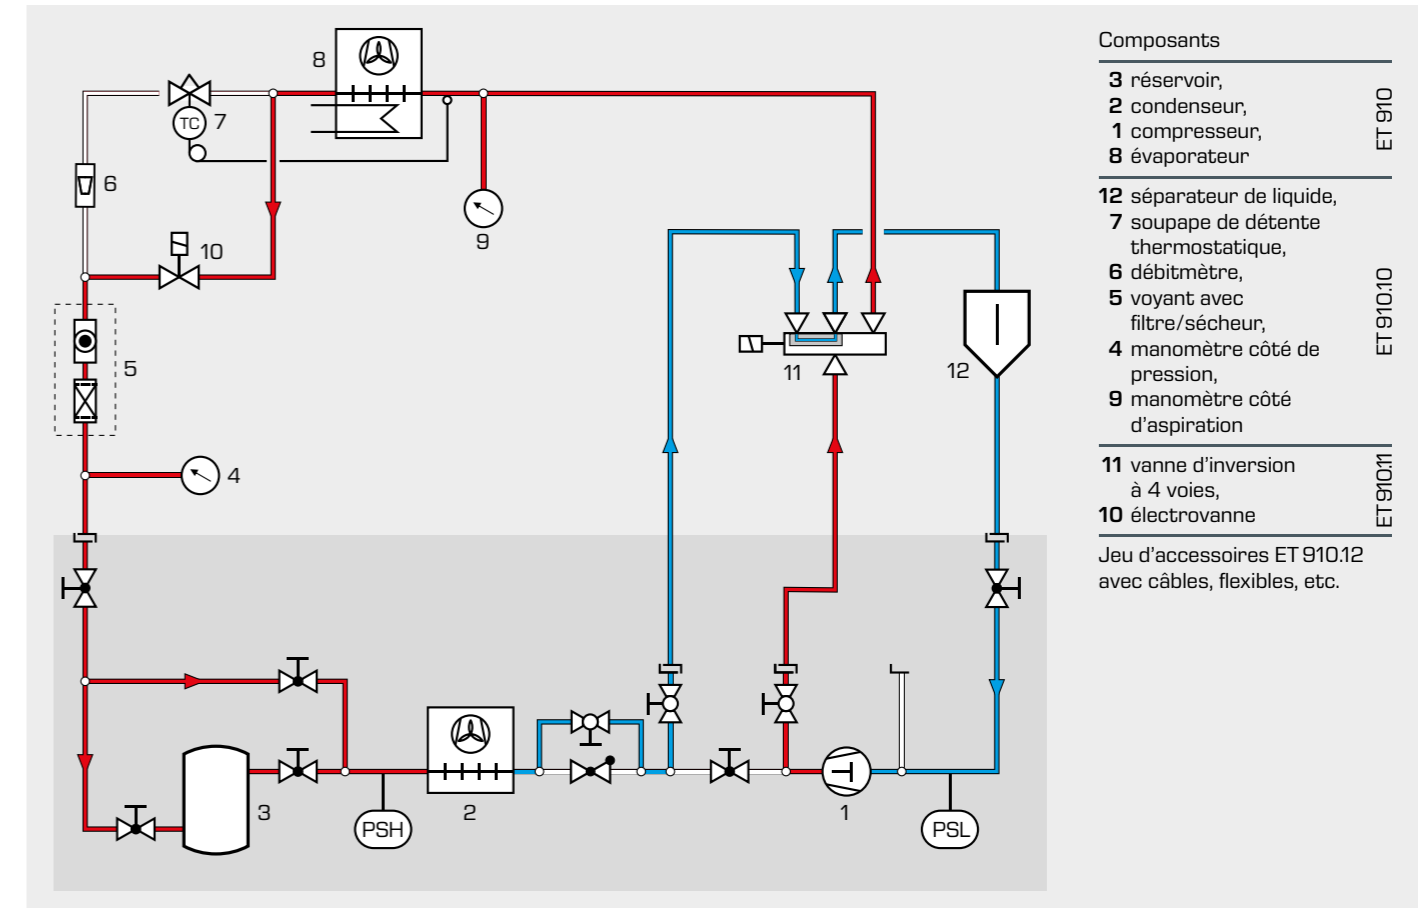 8
TC
7
6
10
9
5
4
11
12
3
PSH
2
1
PSL
Composants
3 réservoir,
2 condenseur,
1 compresseur,
8 évaporateur
ET 910
12 séparateur de liquide,
7 soupape de détente
thermostatique,
6 débitmètre,
5 voyant avec
filtre/sécheur,
4 manomètre côté de
pression,
9 manomètre côté
d'aspiration
ET 910.10
11 vanne d'inversion
à 4 voies,
10 électrovanne
ET 910.11
Jeu d'accessoires ET 910.12
avec câbles, flexibles, etc.